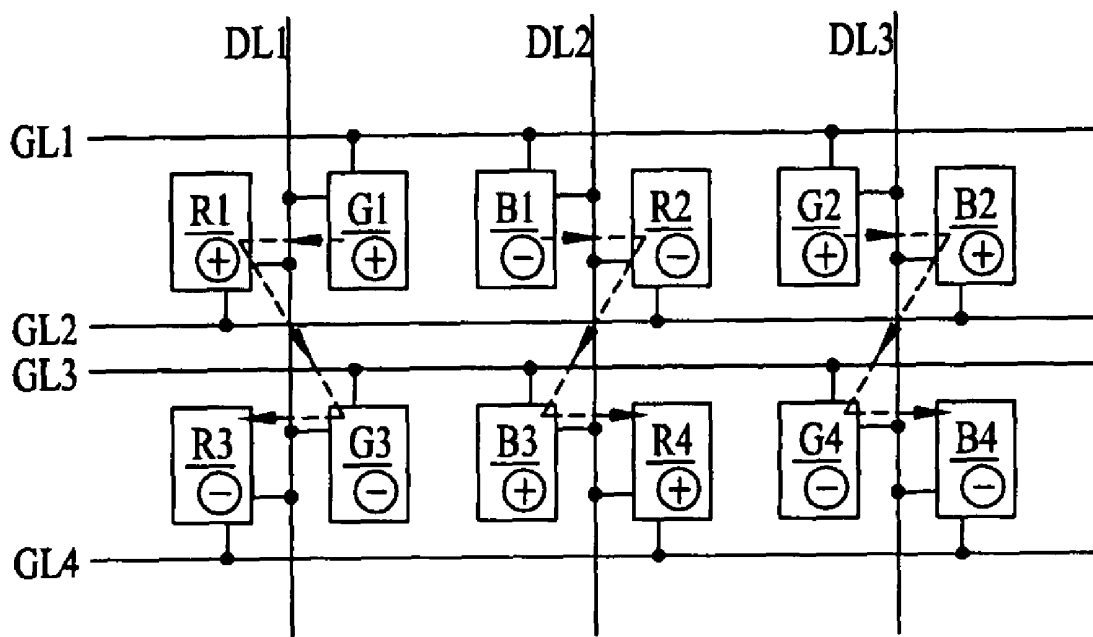 DL1 DL2 DL3
GL1
R1 G1 B1 R2 G2 B2
+ + − − + +
GL2
GL3
R3 G3 B3 R4 G4 B4
− − + + − −
GL4